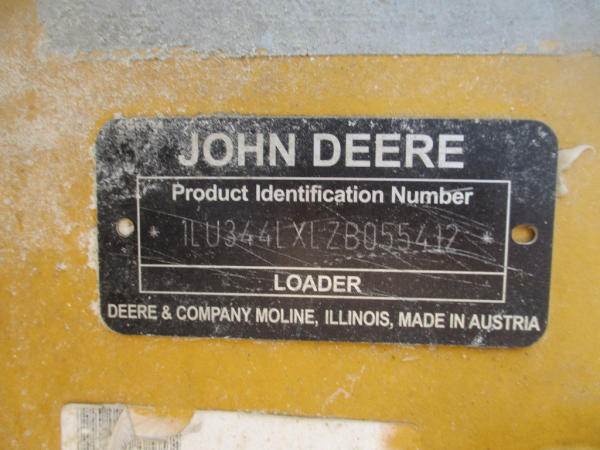 JOHN DEERE
Product Identification Number
* 1LU344LXLZB055412 *
LOADER
DEERE & COMPANY MOLINE, ILLINOIS, MADE IN AUSTRIA